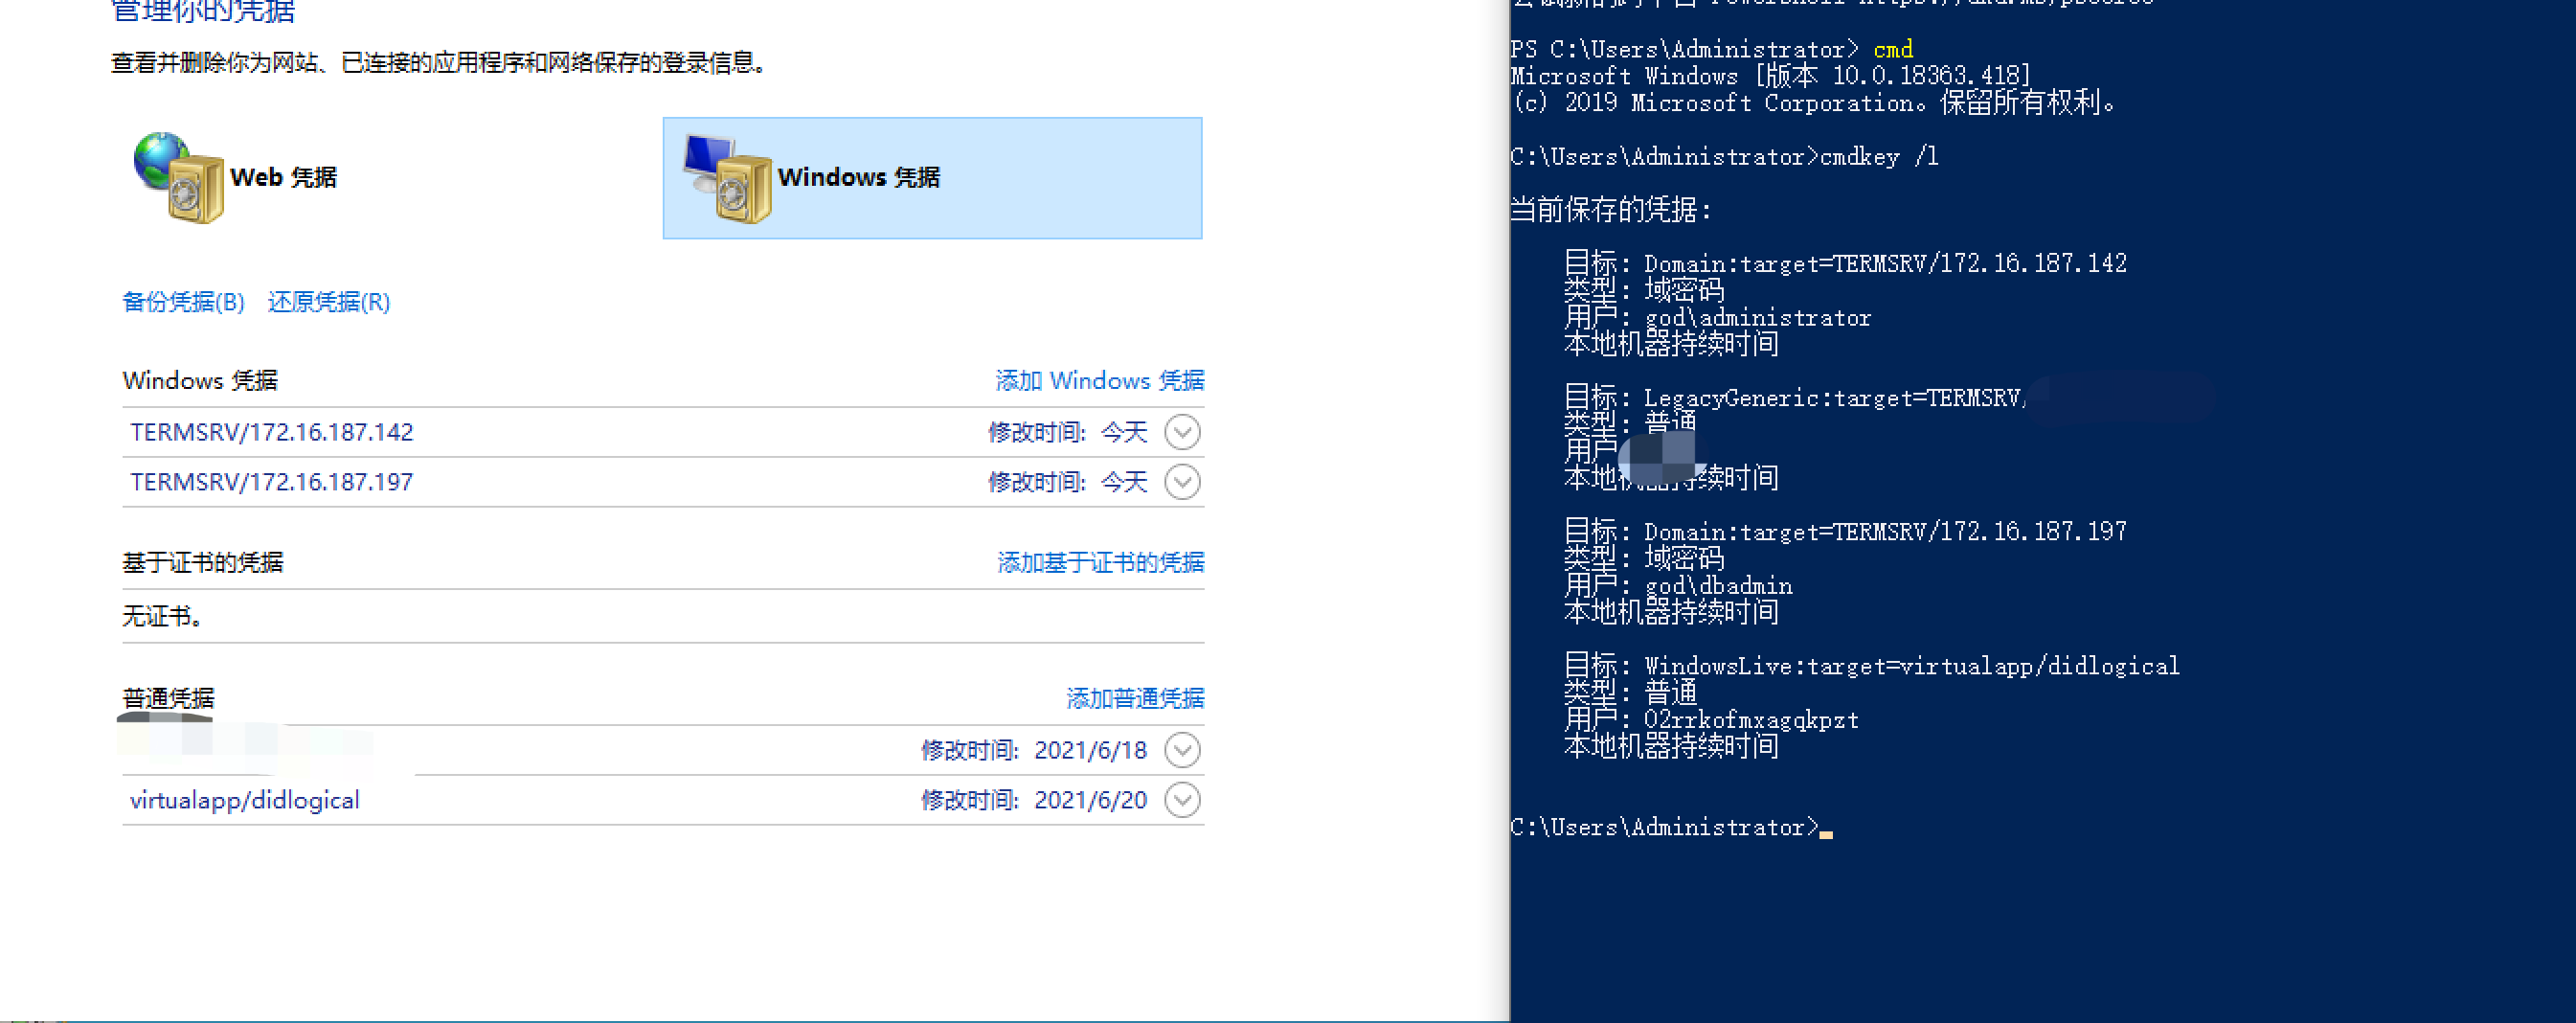 管理你的凭据
查看并删除你为网站、已连接的应用程序和网络保存的登录信息。
Web 凭据
Windows 凭据
备份凭据(B) 还原凭据(R)
Windows 凭据 添加 Windows 凭据
TERMSRV/172.16.187.142 修改时间: 今天
TERMSRV/172.16.187.197 修改时间: 今天
基于证书的凭据 添加基于证书的凭据
无证书。
普通凭据 添加普通凭据
修改时间: 2021/6/18
virtualapp/didlogical 修改时间: 2021/6/20
PS C:\Users\Administrator> cmd
Microsoft Windows [版本 10.0.18363.418]
(c) 2019 Microsoft Corporation。保留所有权利。
C:\Users\Administrator>cmdkey /l
当前保存的凭据:
目标: Domain:target=TERMSRV/172.16.187.142
类型: 域密码
用户: god\administrator
本地机器持续时间
目标: LegacyGeneric:target=TERMSRV/
类型: 普通
用户
本地机器持续时间
目标: Domain:target=TERMSRV/172.16.187.197
类型: 域密码
用户: god\dbadmin
本地机器持续时间
目标: WindowsLive:target=virtualapp/didlogical
类型: 普通
用户: 02rrkofmxagqkpzt
本地机器持续时间
C:\Users\Administrator>